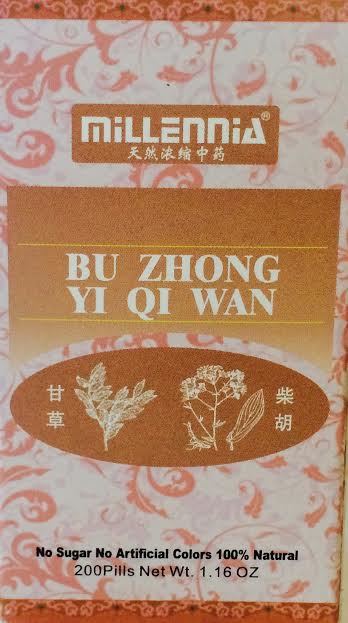 MiLLENNiA®
天然浓缩中药
BU ZHONG
YI QI WAN
甘草
柴胡
No Sugar No Artificial Colors 100% Natural
200Pills Net Wt. 1.16 OZ